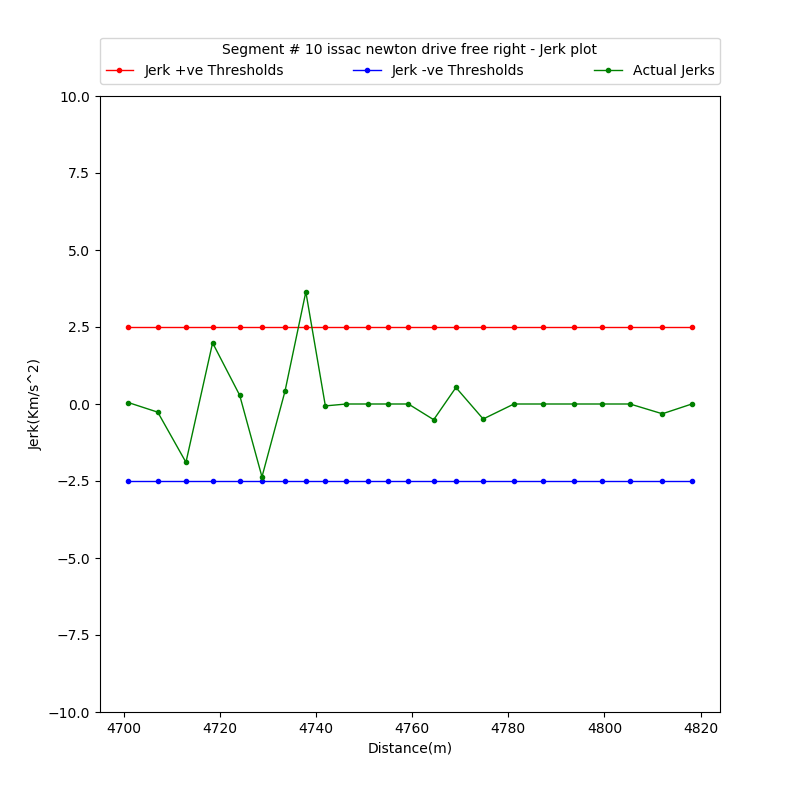 Segment # 10 issac newton drive free right - Jerk plot
Jerk +ve Thresholds Jerk -ve Thresholds Actual Jerks
10.0
7.5
5.0
2.5
0.0
−2.5
−5.0
−7.5
−10.0
Jerk(Km/s^2)
4700 4720 4740 4760 4780 4800 4820
Distance(m)